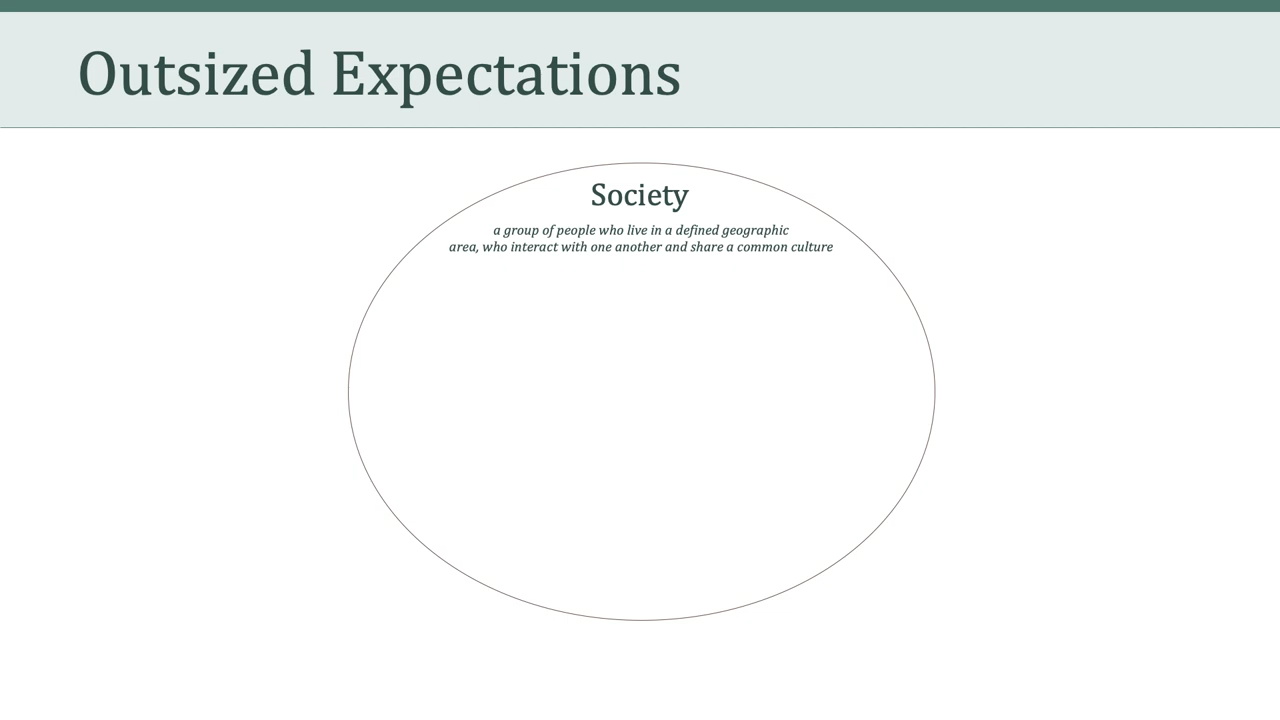 Outsized Expectations
Society
a group of people who live in a defined geographic
area, who interact with one another and share a common culture